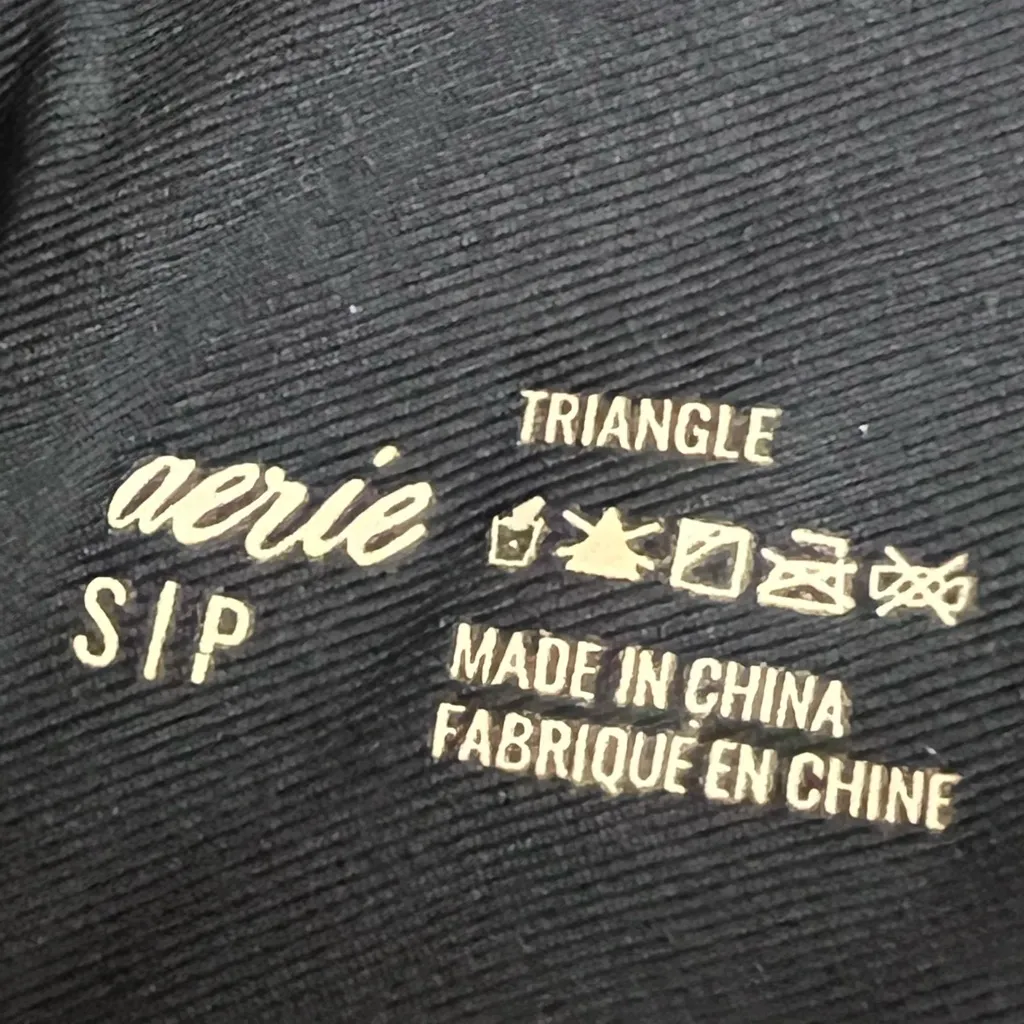 aerie
S|P
TRIANGLE
MADE IN CHINA
FABRIQUÉ EN CHINE